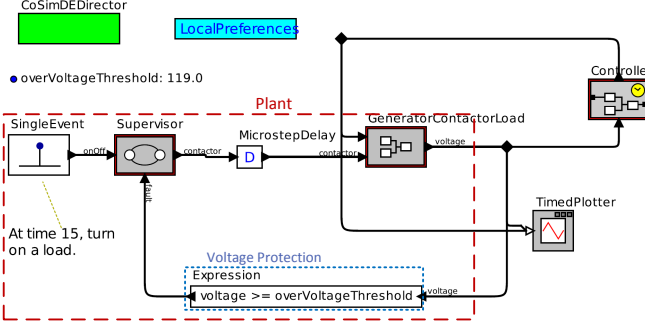 CoSimDEDirector
LocalPreferences
overVoltageThreshold: 119.0
Plant
Controlle
SingleEvent
Supervisor
MicrostepDelay
GeneratorContactorLoad
onOff
contactor
D
contactor
voltage
fault
TimedPlotter
At time 15, turn
on a load.
Voltage Protection
Expression
voltage >= overVoltageThreshold
voltage